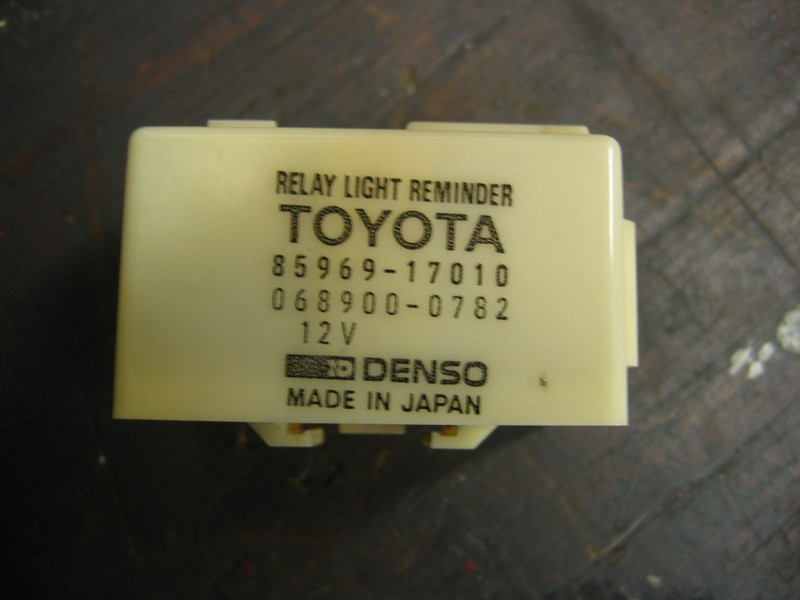 RELAY LIGHT REMINDER
TOYOTA
85969-17010
068900-0782
12V
DENSO
MADE IN JAPAN